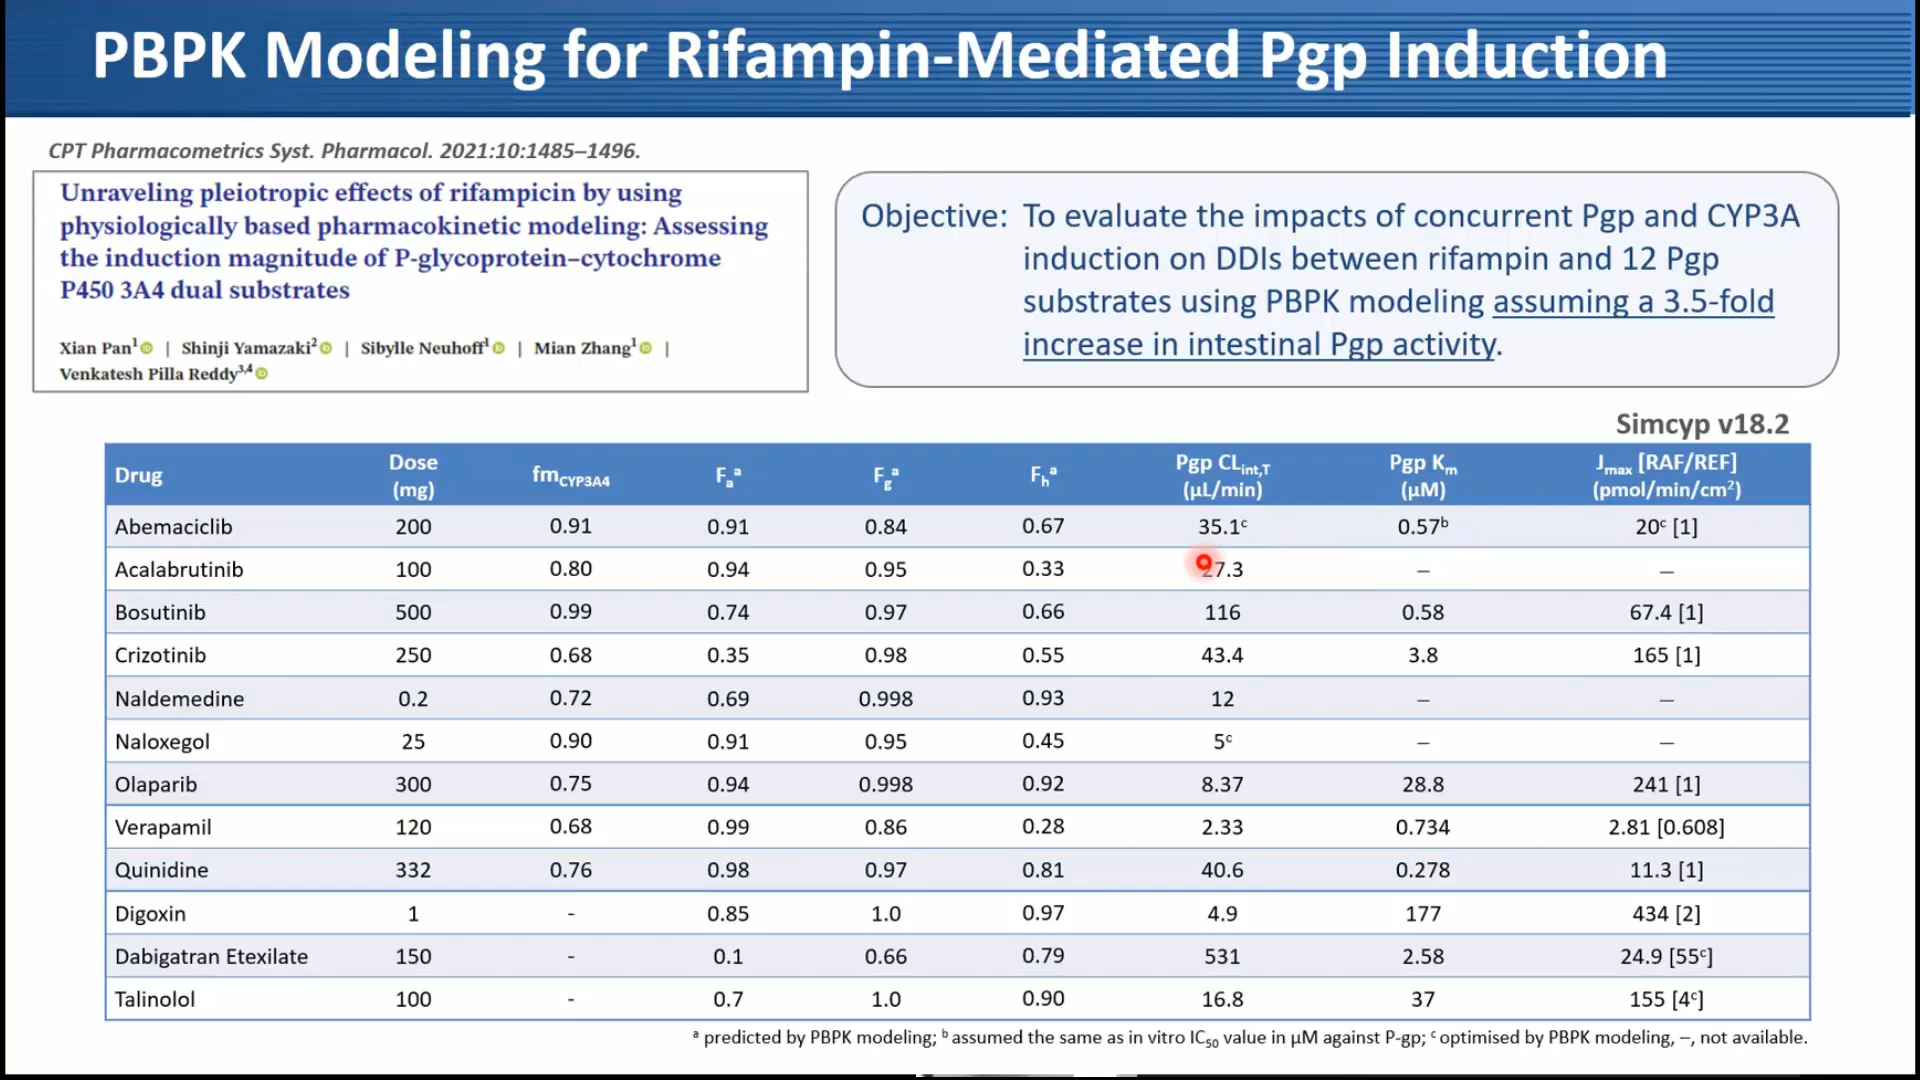 PBPK Modeling for Rifampin-Mediated Pgp Induction
CPT Pharmacometrics Syst. Pharmacol. 2021:10:1485–1496.
Unraveling pleiotropic effects of rifampicin by using
physiologically based pharmacokinetic modeling: Assessing
the induction magnitude of P-glycoprotein–cytochrome
P450 3A4 dual substrates
Xian Pan¹ | Shinji Yamazaki² | Sibylle Neuhoff¹ | Mian Zhang¹ |
Venkatesh Pilla Reddy³,⁴
Objective: To evaluate the impacts of concurrent Pgp and CYP3A
induction on DDIs between rifampin and 12 Pgp
substrates using PBPK modeling assuming a 3.5-fold
increase in intestinal Pgp activity.
Simcyp v18.2
Drug Dose (mg) fmCYP3A4 Fₐᵃ Fgᵃ Fₕᵃ Pgp CLint,T (µL/min) Pgp Kₘ (µM) Jmax [RAF/REF] (pmol/min/cm²)
Abemaciclib 200 0.91 0.91 0.84 0.67 35.1ᶜ 0.57ᵇ 20ᶜ [1]
Acalabrutinib 100 0.80 0.94 0.95 0.33 27.3 – –
Bosutinib 500 0.99 0.74 0.97 0.66 116 0.58 67.4 [1]
Crizotinib 250 0.68 0.35 0.98 0.55 43.4 3.8 165 [1]
Naldemedine 0.2 0.72 0.69 0.998 0.93 12 – –
Naloxegol 25 0.90 0.91 0.95 0.45 5ᶜ – –
Olaparib 300 0.75 0.94 0.998 0.92 8.37 28.8 241 [1]
Verapamil 120 0.68 0.99 0.86 0.28 2.33 0.734 2.81 [0.608]
Quinidine 332 0.76 0.98 0.97 0.81 40.6 0.278 11.3 [1]
Digoxin 1 - 0.85 1.0 0.97 4.9 177 434 [2]
Dabigatran Etexilate 150 - 0.1 0.66 0.79 531 2.58 24.9 [55ᶜ]
Talinolol 100 - 0.7 1.0 0.90 16.8 37 155 [4ᶜ]
ᵃ predicted by PBPK modeling; ᵇ assumed the same as in vitro IC₅₀ value in µM against P-gp; ᶜ optimised by PBPK modeling, –, not available.